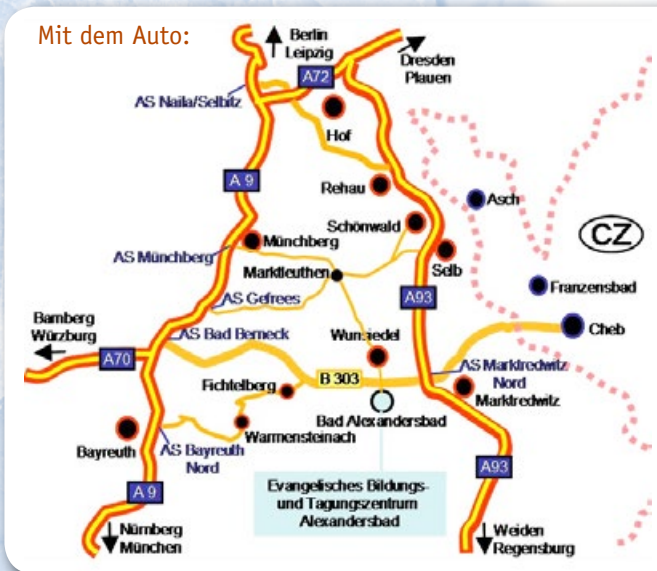 Mit dem Auto:
Berlin
Leipzig
Dresden
Plauen
A72
AS Naila/Selbitz
Hof
A 9
Rehau
Asch
Schönwald
CZ
AS Münchberg
Münchberg
Marktleuthen
Selb
Franzensbad
AS Gefrees
A93
Bamberg
Würzburg
AS Bad Berneck
Wunsiedel
Cheb
A70
AS Marktredwitz
Nord
Fichtelberg
B 303
Marktredwitz
Bad Alexandersbad
Warmensteinach
Bayreuth
AS Bayreuth
Nord
A93
A 9
Evangelisches Bildungs-
und Tagungszentrum
Alexandersbad
Nürnberg
München
Weiden
Regensburg